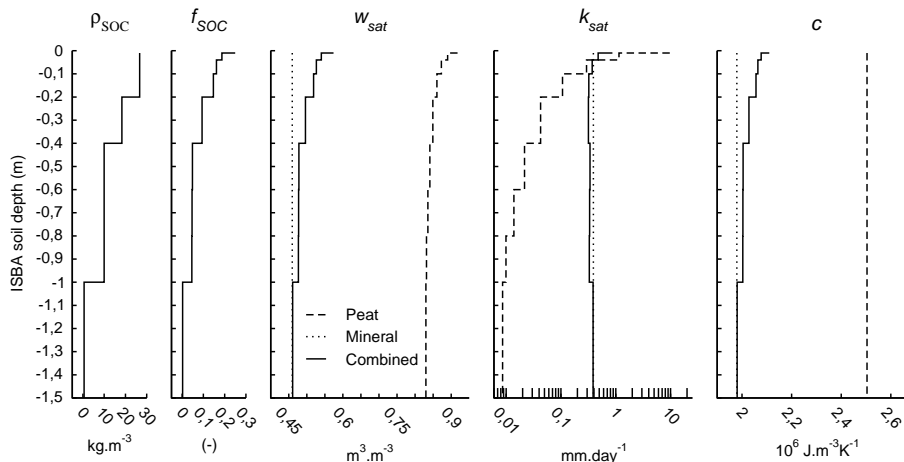 ρSOC fSOC wsat ksat c
ISBA soil depth (m)
0
-0,1
-0,2
-0,4
-0,6
-0,7
-0,8
-0,9
-1
-1,1
-1,2
-1,3
-1,4
-1,5
Peat
Mineral
Combined
0 10 20 30
0 0,1 0,2 0,3
0,45 0,6 0,75 0,9
0,01 0,1 1 10
2 2,2 2,4 2,6
kg.m-3 (-) m3.m-3 mm.day-1 106 J.m-3K-1